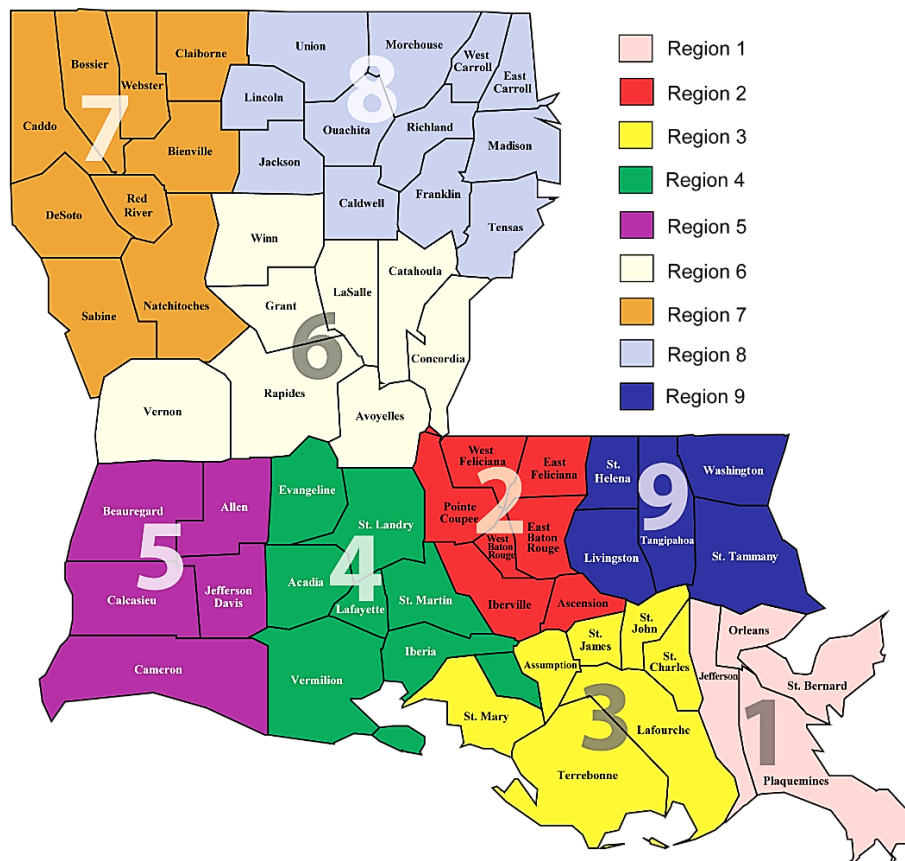 Union
Morehouse
West
Carroll
East
Carroll
Bossier
Claiborne
Webster
8
Lincoln
Caddo
7
Ouachita
Richland
Madison
Bienville
Jackson
Franklin
Caldwell
DeSoto
Red
River
Tensas
Winn
Catahoula
LaSalle
Grant
Sabine
Natchitoches
6
Concordia
Rapides
Vernon
Avoyelles
Region 1
Region 2
Region 3
Region 4
Region 5
Region 6
Region 7
Region 8
Region 9
West
Feliciana
East
Feliciana
St.
Helena
Washington
2
9
Evangeline
Beauregard
Allen
Pointe
Coupee
St. Landry
East
Baton
Rouge
West
Baton
Rouge
Tangipahoa
St. Tammany
5
4
Livingston
Acadia
Calcasieu
Jefferson
Davis
Lafayette
St. Martin
Iberville
Ascension
St.
James
St.
John
Orleans
Iberia
Assumption
St.
Charles
Cameron
Vermilion
Jefferson
St. Bernard
St. Mary
3
Lafourche
1
Terrebonne
Plaquemines